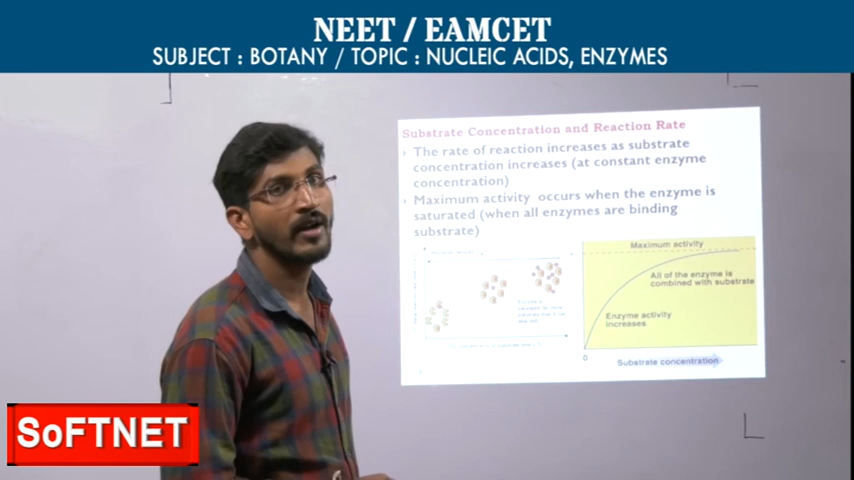 NEET / EAMCET
SUBJECT : BOTANY / TOPIC : NUCLEIC ACIDS, ENZYMES
Substrate Concentration and Reaction Rate
The rate of reaction increases as substrate
concentration increases (at constant enzyme
concentration)
Maximum activity occurs when the enzyme is
saturated (when all enzymes are binding
substrate)
Maximum activity
All of the enzyme is
combined with substrate
Enzyme activity
increases
0
Substrate concentration
SoFTNET